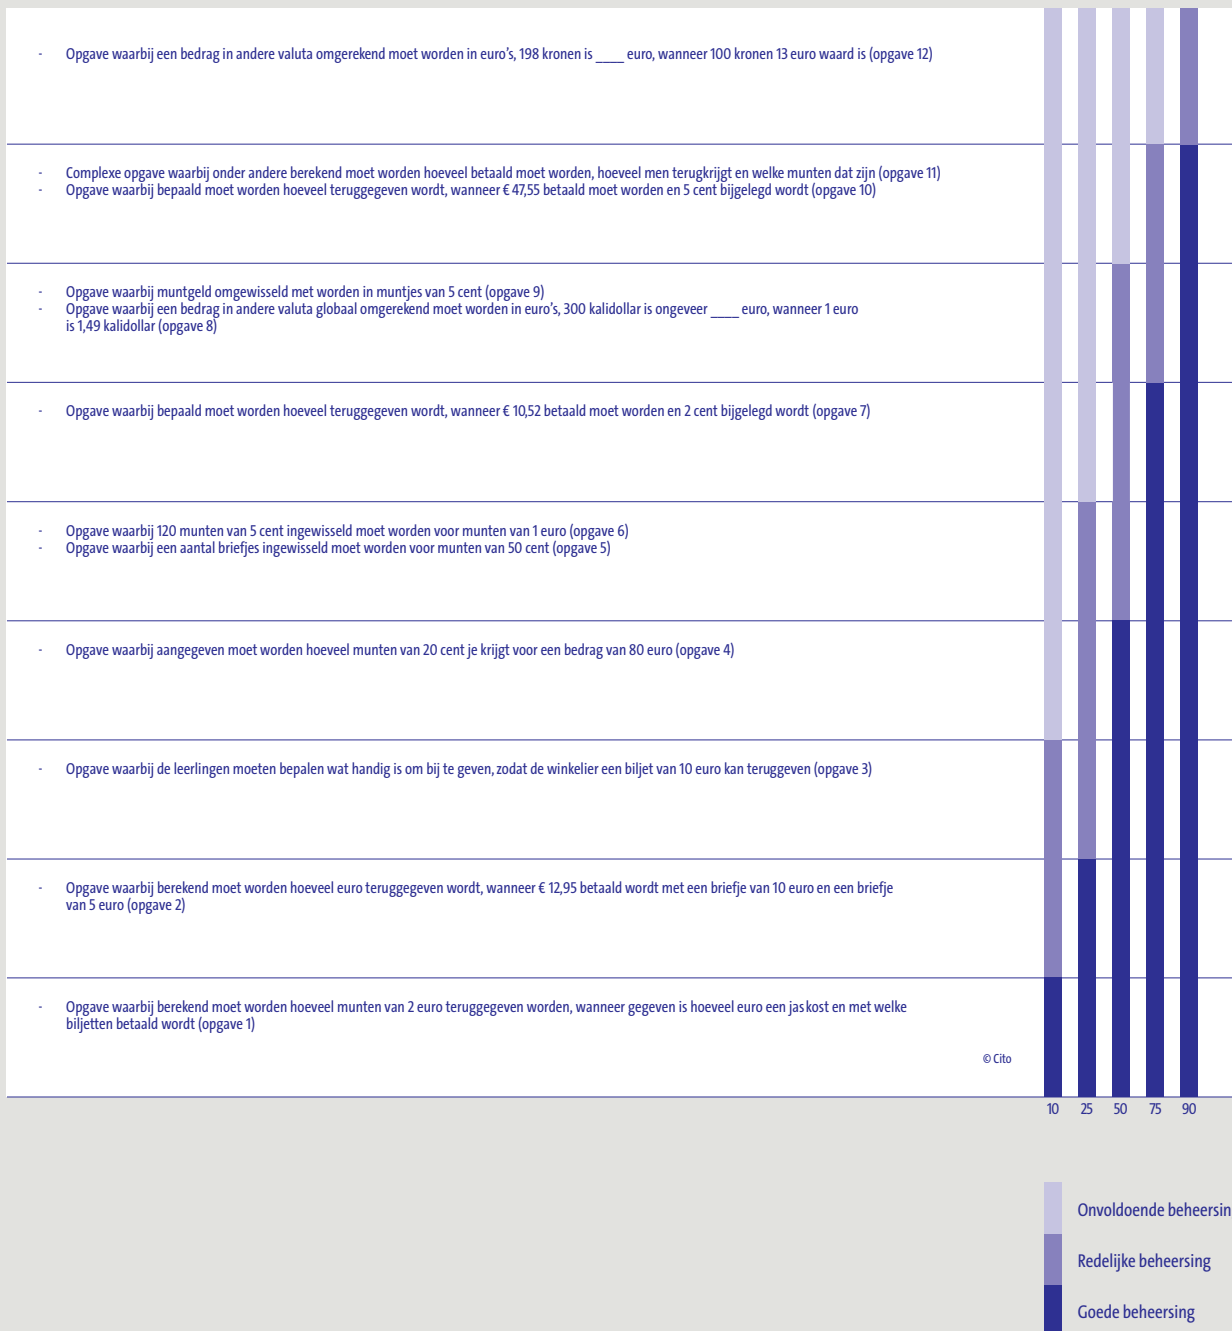 - Opgave waarbij een bedrag in andere valuta omgerekend moet worden in euro's, 198 kronen is ____ euro, wanneer 100 kronen 13 euro waard is (opgave 12)
- Complexe opgave waarbij onder andere berekend moet worden hoeveel betaald moet worden, hoeveel men terugkrijgt en welke munten dat zijn (opgave 11)
- Opgave waarbij bepaald moet worden hoeveel teruggegeven wordt, wanneer € 47,55 betaald moet worden en 5 cent bijgelegd wordt (opgave 10)
- Opgave waarbij muntgeld omgewisseld met worden in muntjes van 5 cent (opgave 9)
- Opgave waarbij een bedrag in andere valuta globaal omgerekend moet worden in euro's, 300 kalidollar is ongeveer ____ euro, wanneer 1 euro
is 1,49 kalidollar (opgave 8)
- Opgave waarbij bepaald moet worden hoeveel teruggegeven wordt, wanneer € 10,52 betaald moet worden en 2 cent bijgelegd wordt (opgave 7)
- Opgave waarbij 120 munten van 5 cent ingewisseld moet worden voor munten van 1 euro (opgave 6)
- Opgave waarbij een aantal briefjes ingewisseld moet worden voor munten van 50 cent (opgave 5)
- Opgave waarbij aangegeven moet worden hoeveel munten van 20 cent je krijgt voor een bedrag van 80 euro (opgave 4)
- Opgave waarbij de leerlingen moeten bepalen wat handig is om bij te geven, zodat de winkelier een biljet van 10 euro kan teruggeven (opgave 3)
- Opgave waarbij berekend moet worden hoeveel euro teruggegeven wordt, wanneer € 12,95 betaald wordt met een briefje van 10 euro en een briefje
van 5 euro (opgave 2)
- Opgave waarbij berekend moet worden hoeveel munten van 2 euro teruggegeven worden, wanneer gegeven is hoeveel euro een jas kost en met welke
biljetten betaald wordt (opgave 1)
© Cito
10 25 50 75 90
Onvoldoende beheersin
Redelijke beheersing
Goede beheersing